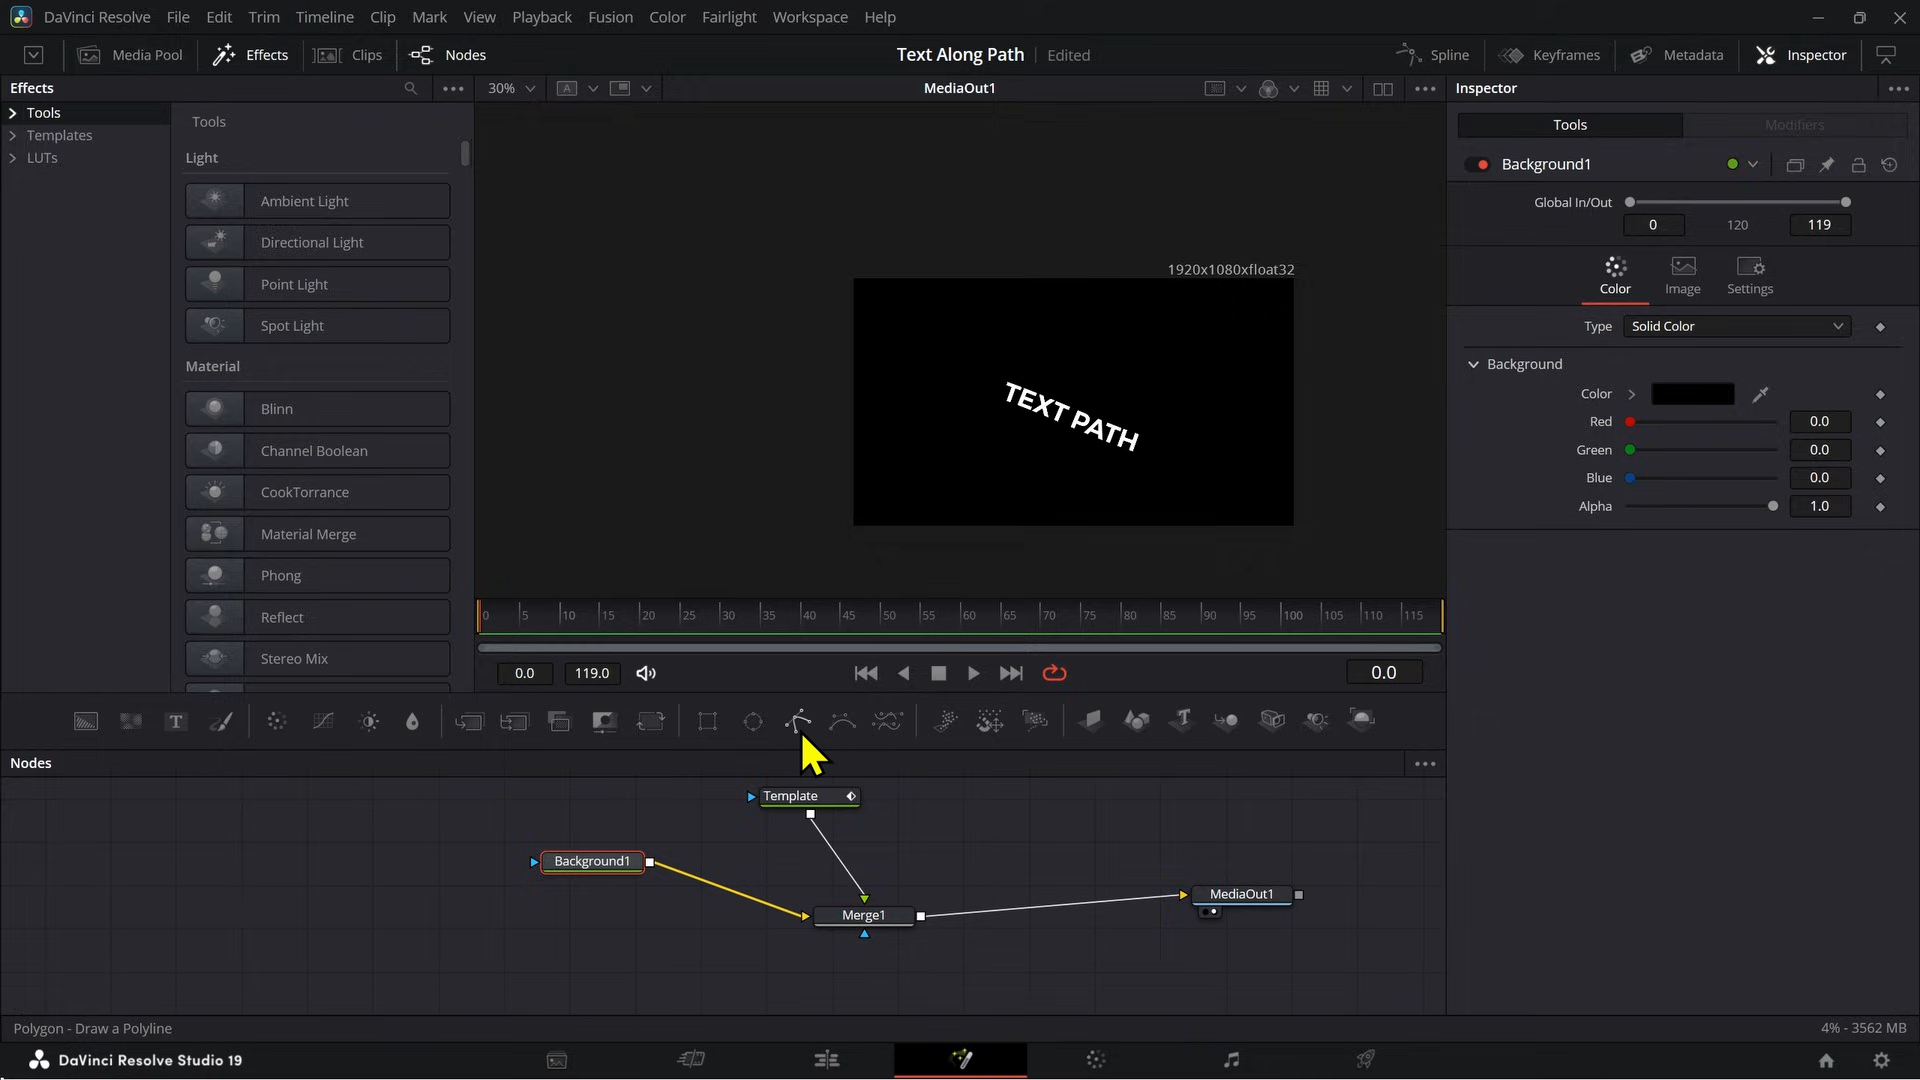 DaVinci Resolve File Edit Trim Timeline Clip Mark View Playback Fusion Color Fairlight Workspace Help
Media Pool Effects Clips Nodes Text Along Path Edited Spline Keyframes Metadata Inspector
Effects 30% A MediaOut1 Inspector
Tools
Templates
LUTs
Tools
Light
Ambient Light
Directional Light
Point Light
Spot Light
Material
Blinn
Channel Boolean
CookTorrance
Material Merge
Phong
Reflect
Stereo Mix
1920x1080xfloat32
TEXT PATH
0 5 10 15 20 25 30 35 40 45 50 55 60 65 70 75 80 85 90 95 100 105 110 115
0.0 119.0 0.0
Tools Modifiers
Background1
Global In/Out
0 120 119
Color Image Settings
Type Solid Color
Background
Color
Red 0.0
Green 0.0
Blue 0.0
Alpha 1.0
T T
Nodes
Template
Background1
Merge1
MediaOut1
Polygon - Draw a Polyline 4% - 3562 MB
DaVinci Resolve Studio 19